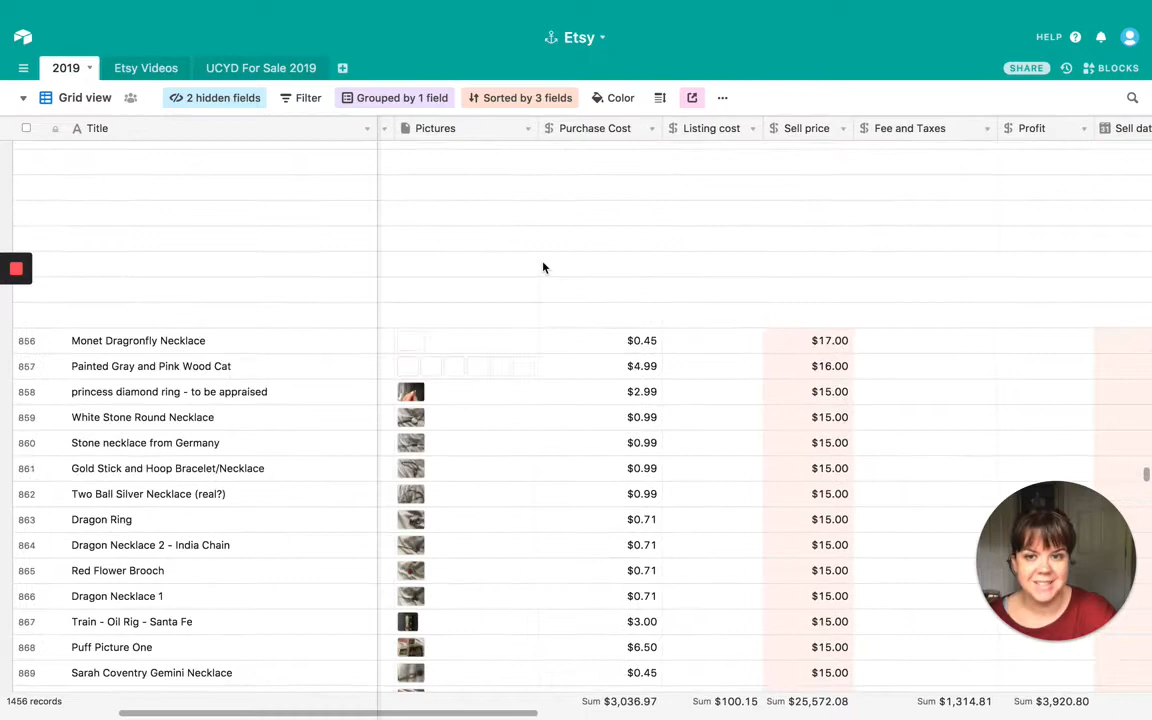 Etsy
HELP
2019 Etsy Videos UCYD For Sale 2019 SHARE BLOCKS
Grid view 2 hidden fields Filter Grouped by 1 field Sorted by 3 fields Color
Title Pictures Purchase Cost Listing cost Sell price Fee and Taxes Profit Sell dat
856 Monet Dragronfly Necklace $0.45 $17.00
857 Painted Gray and Pink Wood Cat $4.99 $16.00
858 princess diamond ring - to be appraised $2.99 $15.00
859 White Stone Round Necklace $0.99 $15.00
860 Stone necklace from Germany $0.99 $15.00
861 Gold Stick and Hoop Bracelet/Necklace $0.99 $15.00
862 Two Ball Silver Necklace (real?) $0.99 $15.00
863 Dragon Ring $0.71 $15.00
864 Dragon Necklace 2 - India Chain $0.71 $15.00
865 Red Flower Brooch $0.71 $15.00
866 Dragon Necklace 1 $0.71 $15.00
867 Train - Oil Rig - Santa Fe $3.00 $15.00
868 Puff Picture One $6.50 $15.00
869 Sarah Coventry Gemini Necklace $0.45 $15.00
1456 records Sum $3,036.97 Sum $100.15 Sum $25,572.08 Sum $1,314.81 Sum $3,920.80